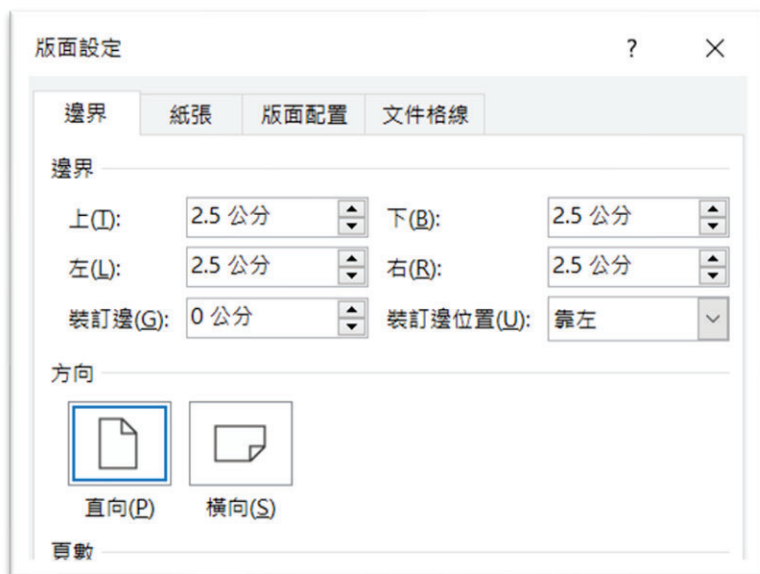 版面設定 ?
邊界 紙張 版面配置 文件格線
邊界
上(T): 2.5 公分 下(B): 2.5 公分
左(L): 2.5 公分 右(R): 2.5 公分
裝訂邊(G): 0 公分 裝訂邊位置(U): 靠左
方向
直向(P) 橫向(S)
頁數